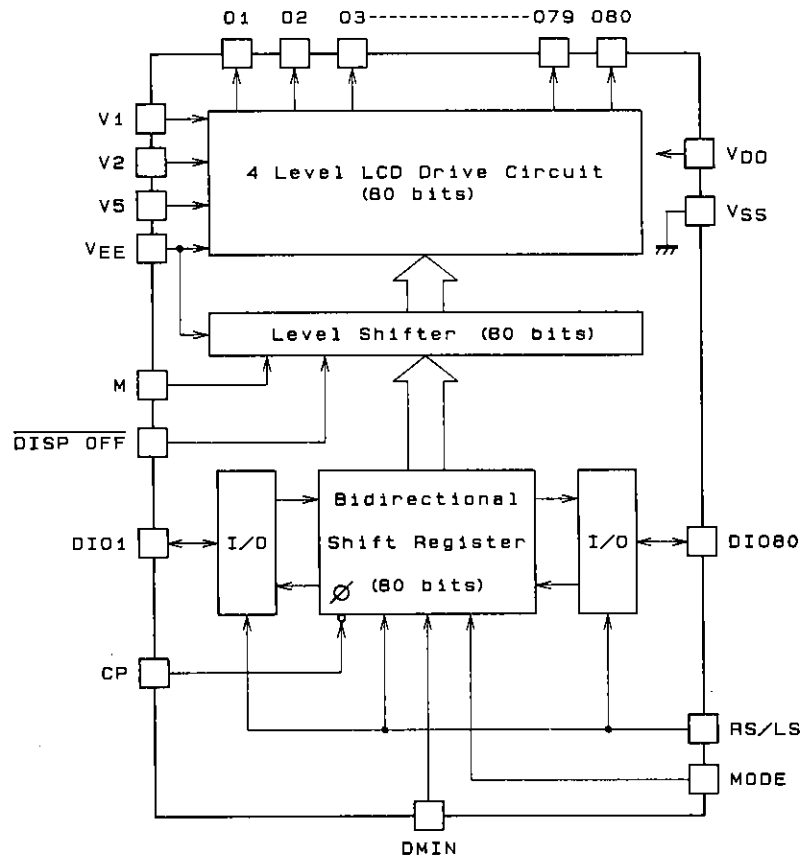 O1 O2 O3 O79 O80
V1
V2
V5
VEE
4 Level LCD Drive Circuit
(80 bits)
VDD
VSS
Level Shifter (80 bits)
M
DISP OFF
DIO1
I/O
Bidirectional
Shift Register
(80 bits)
ø
I/O
DIO80
CP
RS/LS
MODE
DMIN